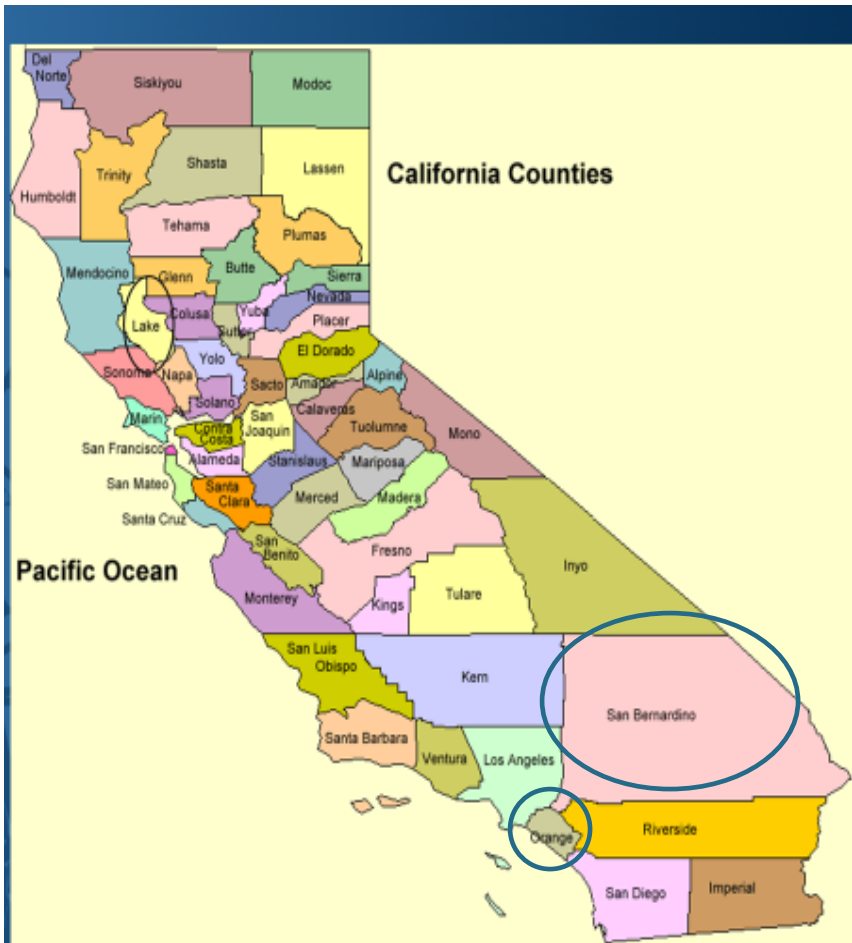 Del
Norte
Siskiyou
Modoc
California Counties
Humboldt
Trinity
Shasta
Lassen
Tehama
Plumas
Mendocino
Glenn
Butte
Sierra
Lake
Colusa
Sutter
Yuba
Nevada
Placer
El Dorado
Sonoma
Napa
Yolo
Sacto
Amador
Alpine
Solano
Marin
Contra
Costa
San
Joaquin
Calaveras
Tuolumne
Mono
San Francisco
Alameda
Stanislaus
Mariposa
San Mateo
Santa
Clara
Merced
Madera
Santa Cruz
San
Benito
Fresno
Inyo
Pacific Ocean
Monterey
Kings
Tulare
San Luis
Obispo
Kern
San Bernardino
Santa Barbara
Ventura
Los Angeles
Orange
Riverside
San Diego
Imperial